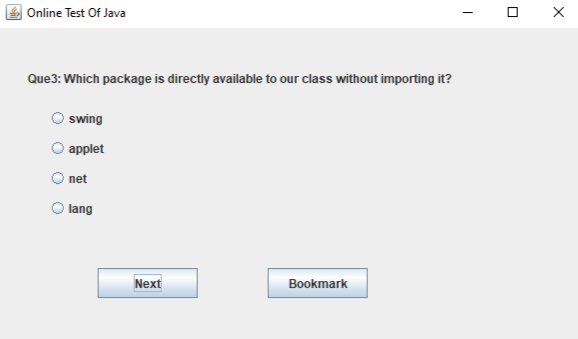 Online Test Of Java
Que3: Which package is directly available to our class without importing it?
swing
applet
net
lang
Next Bookmark